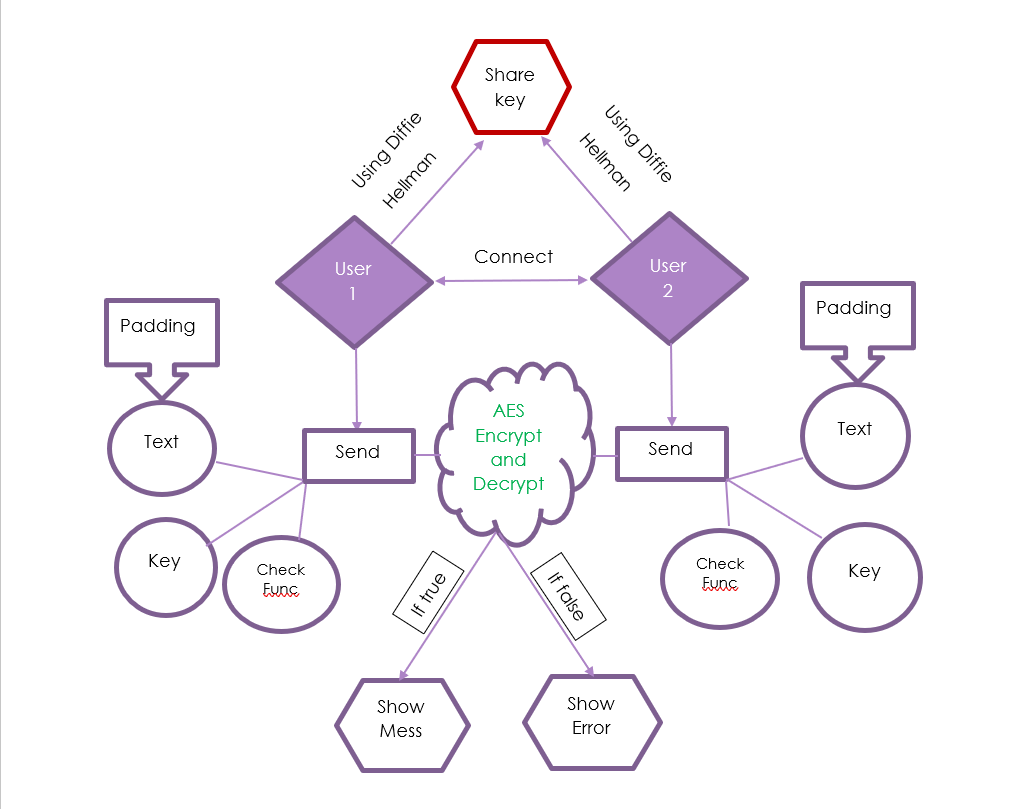 Share
key
Using Diffie
Hellman
Using Diffie
Hellman
Connect
User
1
User
2
Padding
Padding
Text
Send
AES
Encrypt
and
Decrypt
Send
Text
Key
Check
Func
Check
Func
Key
If true
If false
Show
Mess
Show
Error